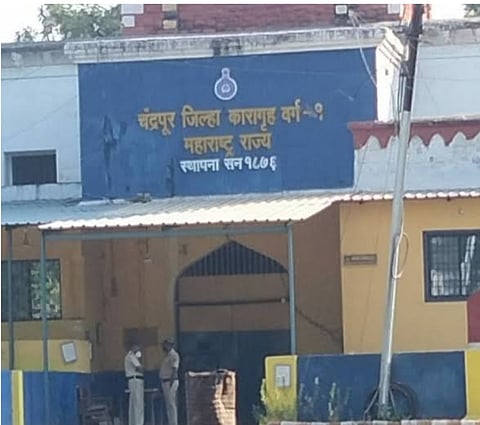 चंद्रपूर जिल्हा कारागृह वर्ग -१
महाराष्ट्र राज्य
स्थापना सन १८७६